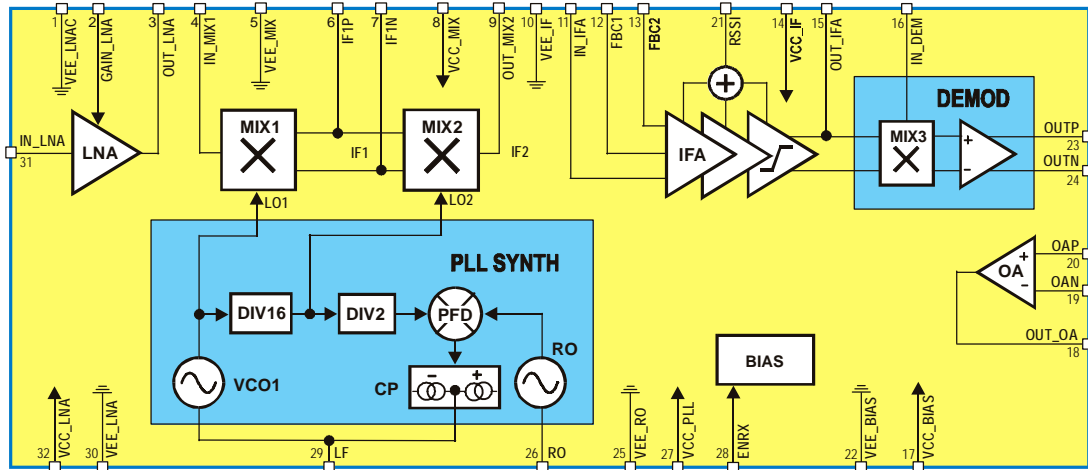 1 2 3 4 5 6 7 8 9 10 11 12 13 21 14 15 16
VEE_LNAC GAIN_LNA OUT_LNA IN_MIX1 VEE_MIX IF1P IF1N VCC_MIX OUT_MIX2 VEE_IF IN_IFA FBC1 FBC2 RSSI VCC_IF OUT_IFA IN_DEM
DEMOD
MIX1 MIX2 MIX3
IN_LNA
31
LNA
IF1 IF2
IFA
+
+
−
OUTP
23
OUTN
24
LO1 LO2
PLL SYNTH
DIV16 DIV2 PFD
RO
VCO1
CP
− +
BIAS
OA
+
−
OAP
20
OAN
19
OUT_OA
18
VCC_LNA VEE_LNA LF RO VEE_RO VCC_PLL ENRX VEE_BIAS VCC_BIAS
32 30 29 26 25 27 28 22 17